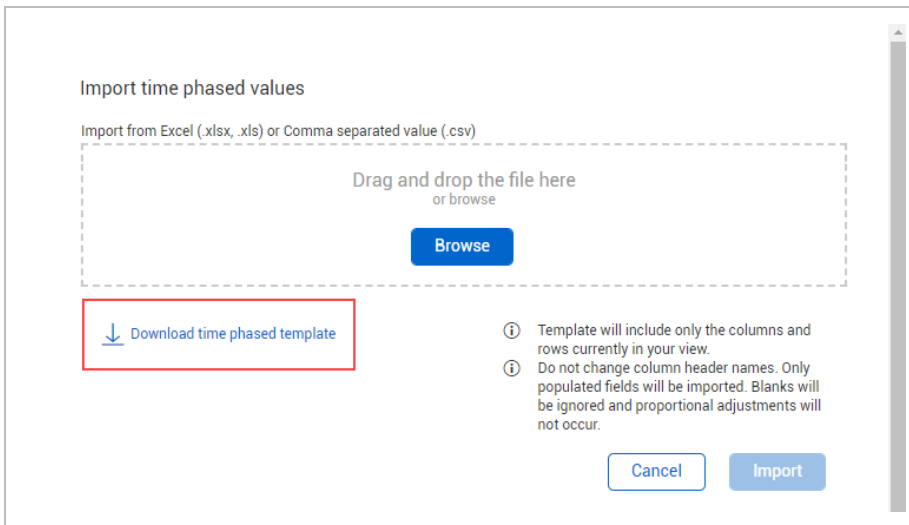 Import time phased values
Import from Excel (.xlsx, .xls) or Comma separated value (.csv)
Drag and drop the file here
or browse
Browse
Download time phased template
Template will include only the columns and
rows currently in your view.
Do not change column header names. Only
populated fields will be imported. Blanks will
be ignored and proportional adjustments will
not occur.
Cancel
Import